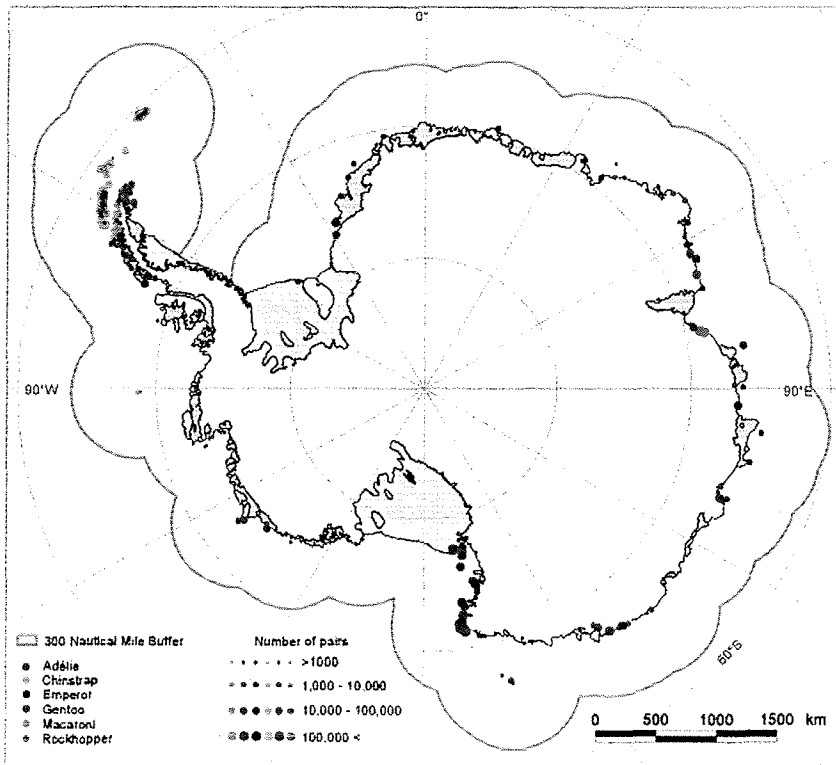 0°
90°W
90°E
60°S
300 Nautical Mile Buffer
Adélie
Chinstrap
Emperor
Gentoo
Macaroni
Rockhopper
Number of pairs
>1000
1,000 - 10,000
10,000 - 100,000
100,000 <
0 500 1000 1500 km